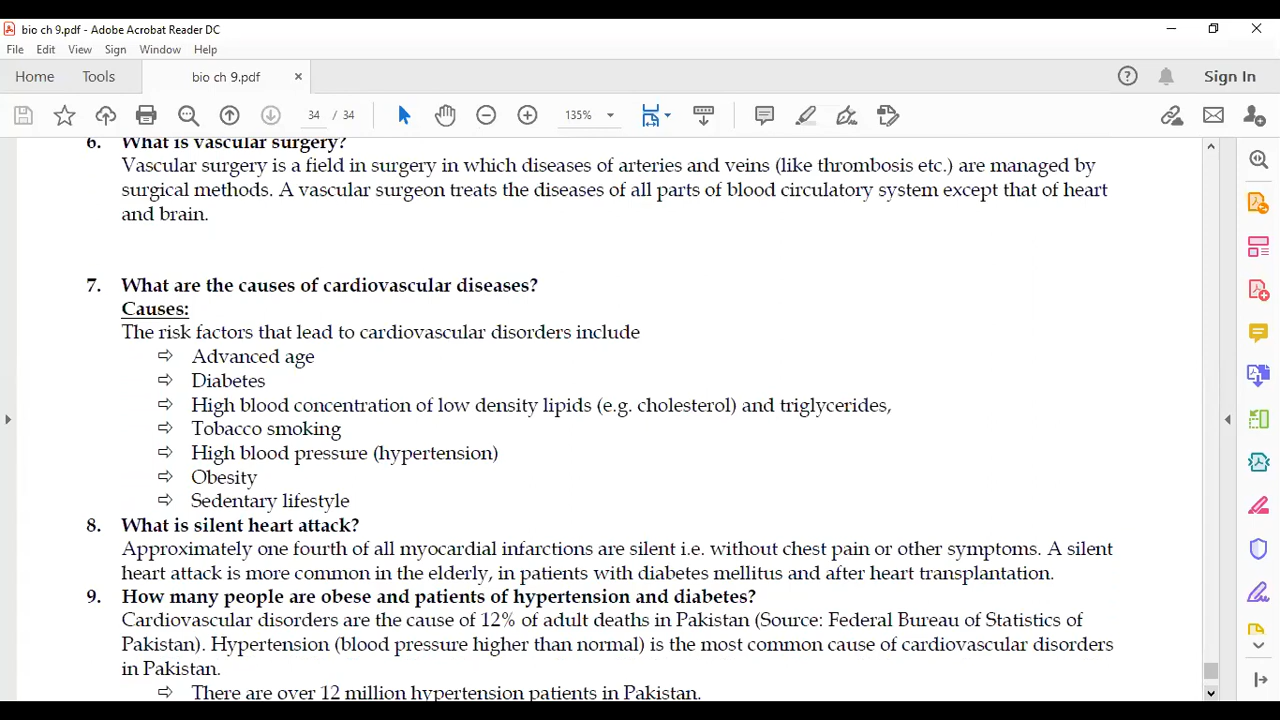 bio ch 9.pdf - Adobe Acrobat Reader DC
File Edit View Sign Window Help
Home Tools bio ch 9.pdf × Sign In
34 / 34 135%
6. What is vascular surgery?
Vascular surgery is a field in surgery in which diseases of arteries and veins (like thrombosis etc.) are managed by
surgical methods. A vascular surgeon treats the diseases of all parts of blood circulatory system except that of heart
and brain.
7. What are the causes of cardiovascular diseases?
Causes:
The risk factors that lead to cardiovascular disorders include
⇨ Advanced age
⇨ Diabetes
⇨ High blood concentration of low density lipids (e.g. cholesterol) and triglycerides,
⇨ Tobacco smoking
⇨ High blood pressure (hypertension)
⇨ Obesity
⇨ Sedentary lifestyle
8. What is silent heart attack?
Approximately one fourth of all myocardial infarctions are silent i.e. without chest pain or other symptoms. A silent
heart attack is more common in the elderly, in patients with diabetes mellitus and after heart transplantation.
9. How many people are obese and patients of hypertension and diabetes?
Cardiovascular disorders are the cause of 12% of adult deaths in Pakistan (Source: Federal Bureau of Statistics of
Pakistan). Hypertension (blood pressure higher than normal) is the most common cause of cardiovascular disorders
in Pakistan.
⇨ There are over 12 million hypertension patients in Pakistan.